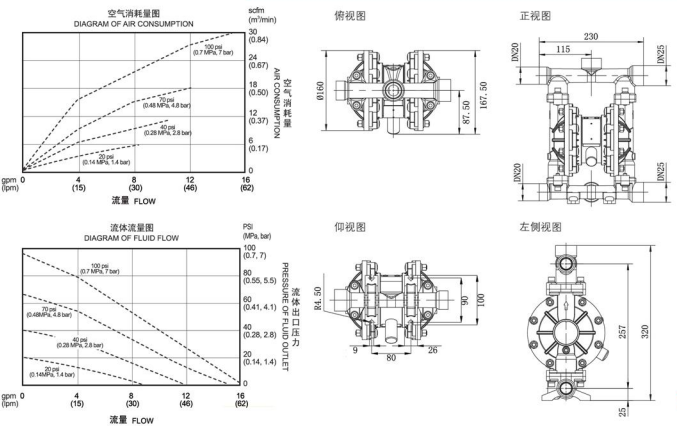 空气消耗量图
DIAGRAM OF AIR CONSUMPTION
scfm
(m³/min)
30
(0.84)
24
(0.67)
18
(0.50)
12
(0.37)
6
(0.17)
0
空气消耗量
AIR CONSUMPTION
100 psi
(0.7 MPa, 7 bar)
70 psi
(0.48 MPa, 4.8 bar)
40 psi
(0.28 MPa, 2.8 bar)
20 psi
(0.14 MPa, 1.4 bar)
gpm 0 4 8 12 16
(lpm) (15) (30) (46) (62)
流量 FLOW
俯视图
Ø160
87.50
167.50
正视图
230
115
DN20
DN25
DN20
DN25
流体流量图
DIAGRAM OF FLUID FLOW
PSI
(MPa, bar)
100
(0.7, 7)
80
(0.55, 5.5)
60
(0.41, 4.1)
40
(0.28, 2.8)
20
(0.14, 1.4)
0
流体出口压力
PRESSURE OF FLUID OUTLET
100 psi
(0.7 MPa, 7 bar)
70 psi
(0.48MPa, 4.8 bar)
40 psi
(0.28 MPa, 2.8 bar)
20 psi
(0.14MPa, 1.4 bar)
gpm 0 4 8 12 16
(lpm) (15) (30) (46) (62)
流量 FLOW
仰视图
R4.50
90
100
9
80
26
左侧视图
257
320
25